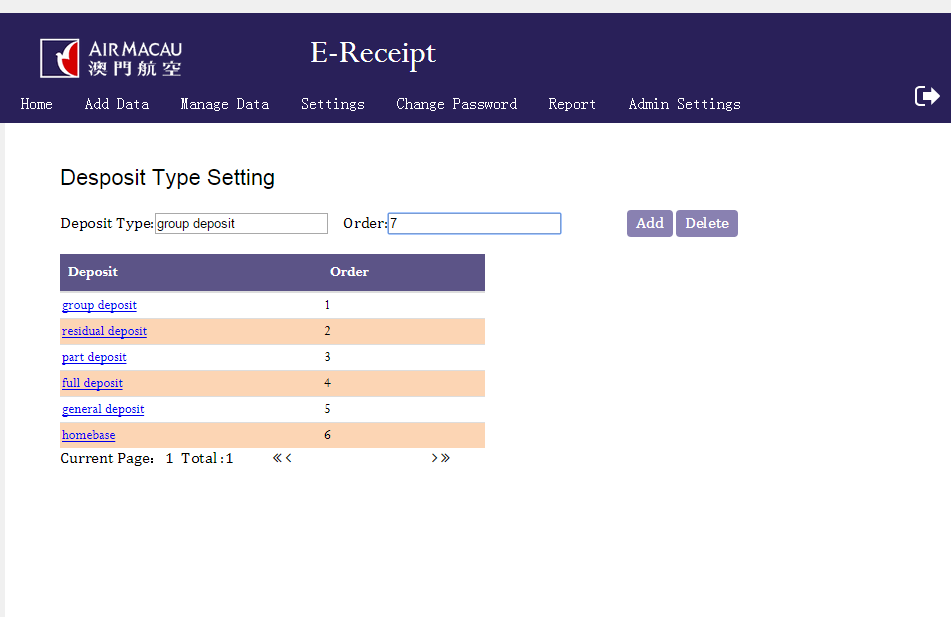 AIR MACAU
澳門航空
E-Receipt
Home Add Data Manage Data Settings Change Password Report Admin Settings
Desposit Type Setting
Deposit Type: group deposit Order: 7 Add Delete
Deposit Order
group deposit 1
residual deposit 2
part deposit 3
full deposit 4
general deposit 5
homebase 6
Current Page: 1 Total:1 « < > »